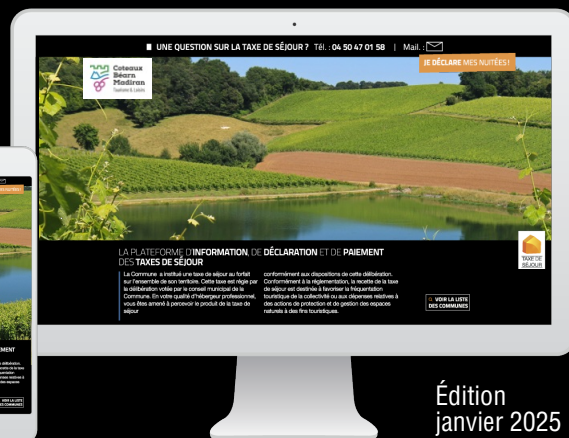 UNE QUESTION SUR LA TAXE DE SÉJOUR ? Tél. : 04 50 47 01 58 | Mail. :
JE DÉCLARE MES NUITÉES !
Coteaux
Béarn
Madiran
Tourisme & Loisirs
TAXE DE
SÉJOUR
LA PLATEFORME D'INFORMATION, DE DÉCLARATION ET DE PAIEMENT
DES TAXES DE SÉJOUR
La Commune a institué une taxe de séjour au forfait
sur l'ensemble de son territoire. Cette taxe est régie par
la délibération votée par le conseil municipal de la
Commune. En votre qualité d'hébergeur professionnel,
vous êtes amené à percevoir le produit de la taxe de
séjour
conformément aux dispositions de cette délibération.
Conformément à la réglementation, la recette de la taxe
de séjour est destinée à favoriser la fréquentation
touristique de la collectivité ou aux dépenses relatives à
des actions de protection et de gestion des espaces
naturels à des fins touristiques.
VOIR LA LISTE
DES COMMUNES
VOIR LA LISTE
DES COMMUNES
Édition
janvier 2025